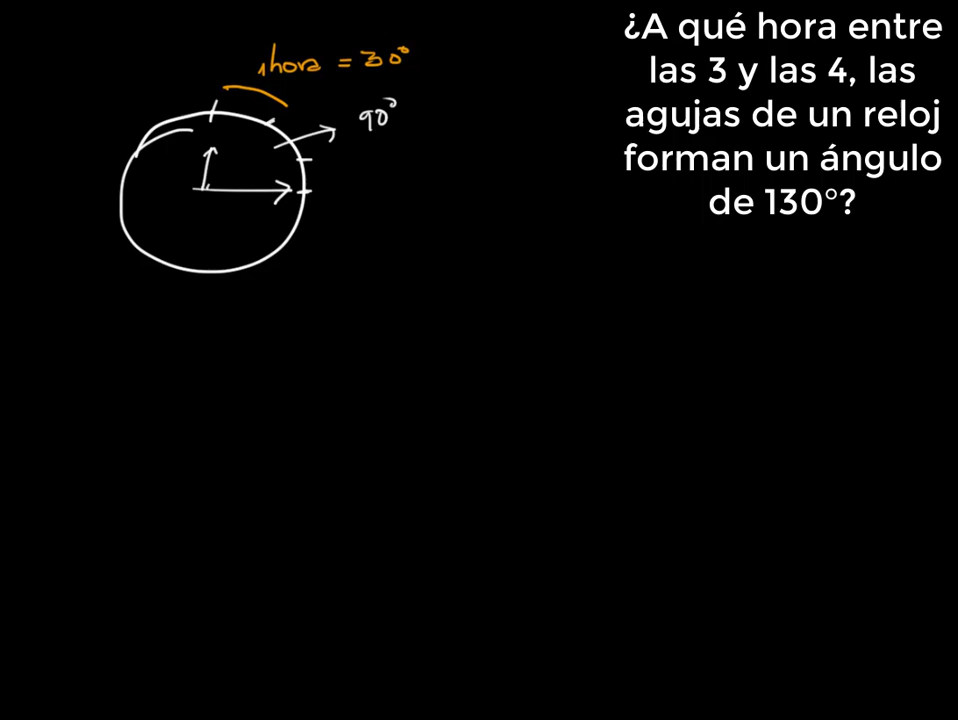 1hora = 30°
90°
¿A qué hora entre
las 3 y las 4, las
agujas de un reloj
forman un ángulo
de 130°?